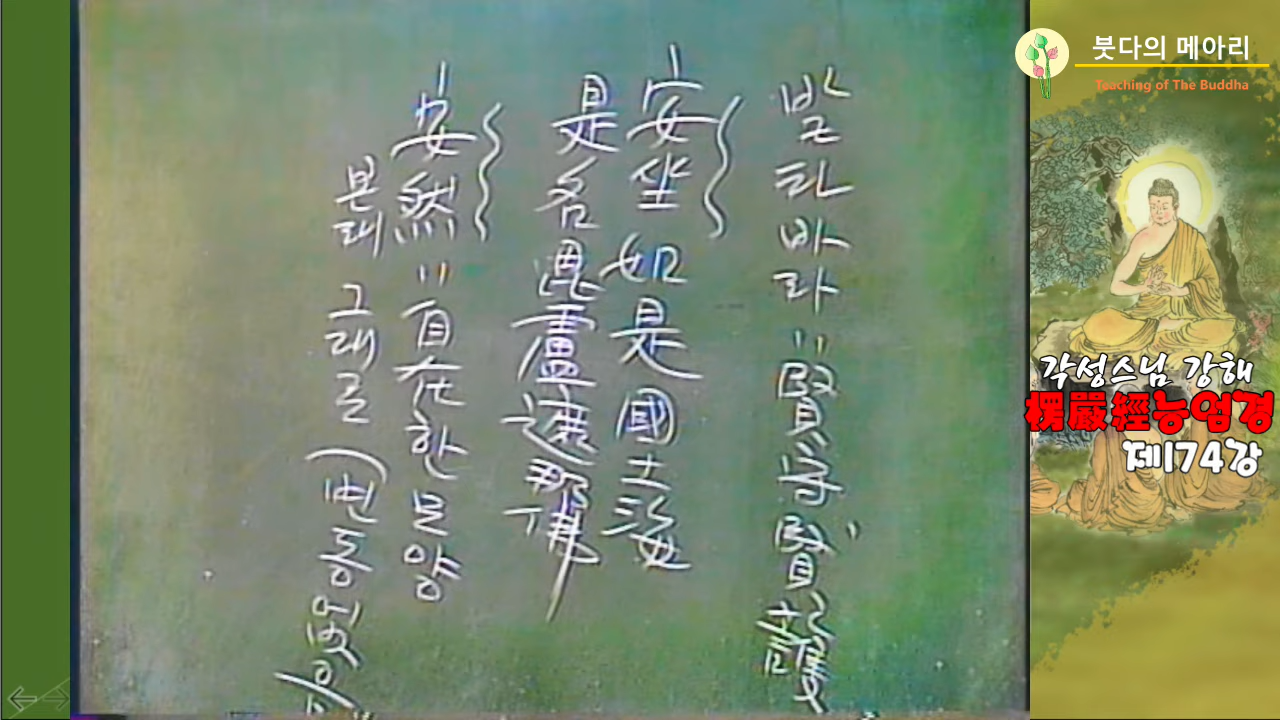 발타바라〃賢守 賢護
安坐 如是國土海
是名毘盧遮那佛
安然〃自在한 모양
본래 그대로 (변동없이)
붓다의 메아리
Teaching of The Buddha
각성스님 강해
楞嚴經능엄경
제174강